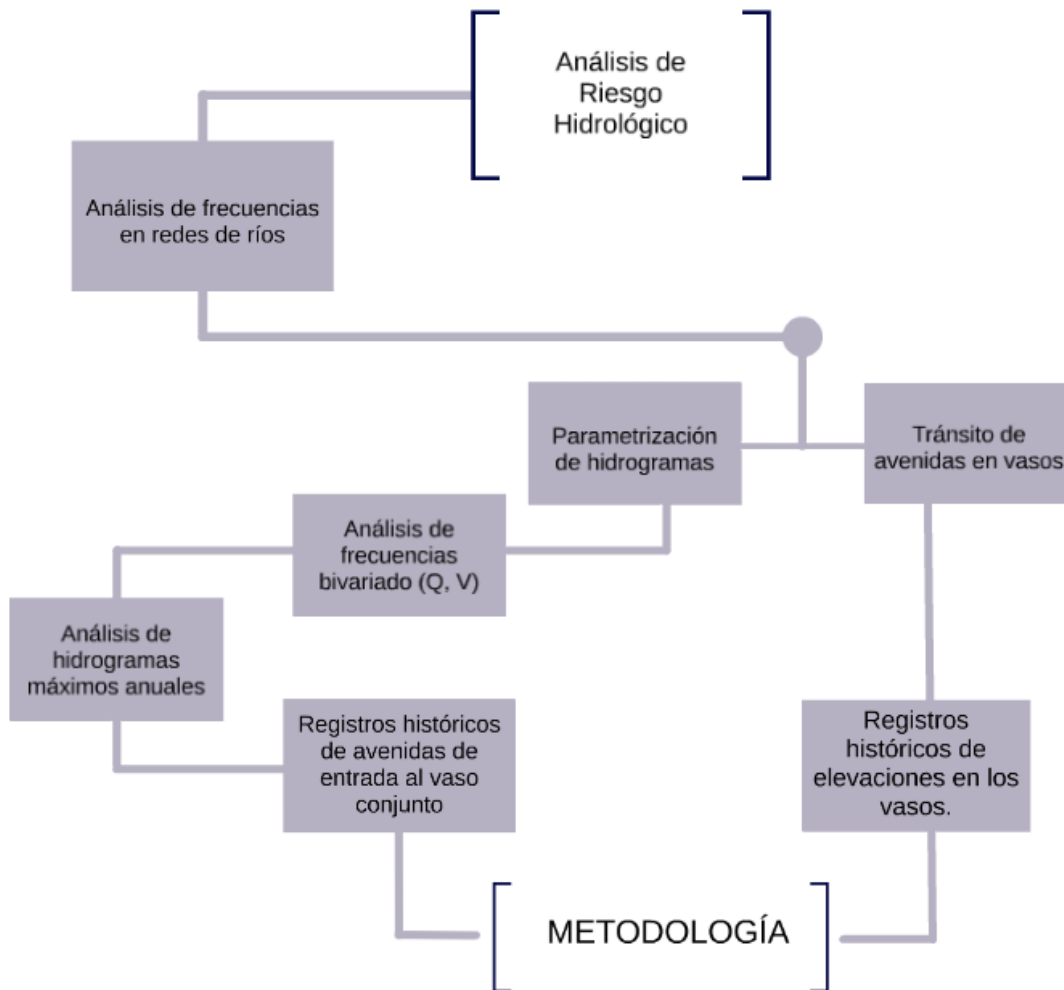 Análisis de
Riesgo
Hidrológico
Análisis de frecuencias
en redes de ríos
Parametrización
de hidrogramas
Tránsito de
avenidas en vasos
Análisis de
frecuencias
bivariado (Q, V)
Análisis de
hidrogramas
máximos anuales
Registros históricos
de avenidas de
entrada al vaso
conjunto
Registros
históricos de
elevaciones en los
vasos.
METODOLOGÍA